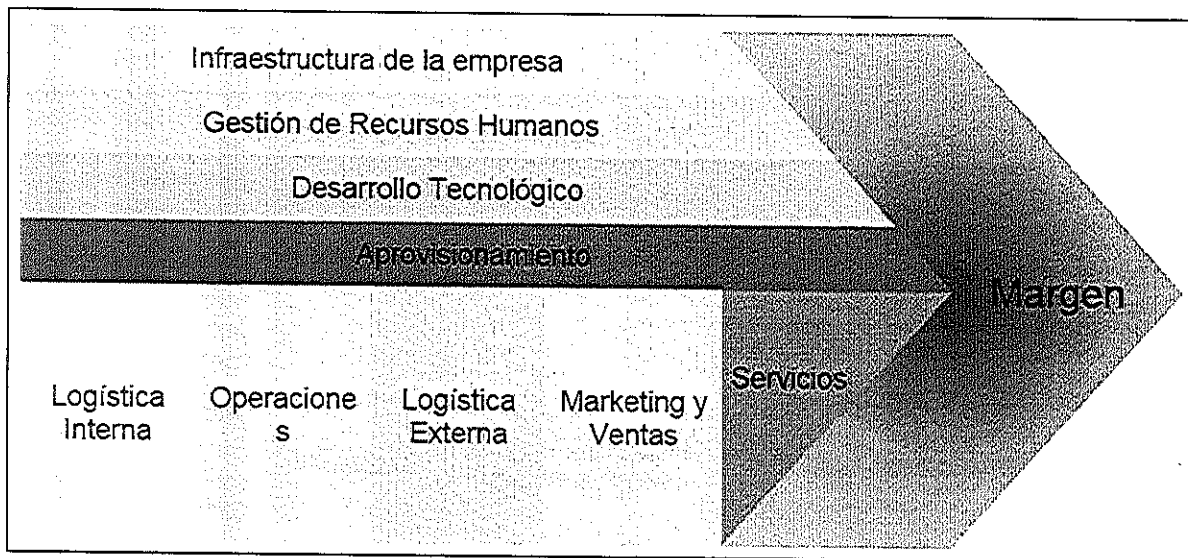 Infraestructura de la empresa
Gestión de Recursos Humanos
Desarrollo Tecnológico
Aprovisionamiento
Margen
Logística
Interna
Operacione
s
Logística
Externa
Marketing y
Ventas
Servicios